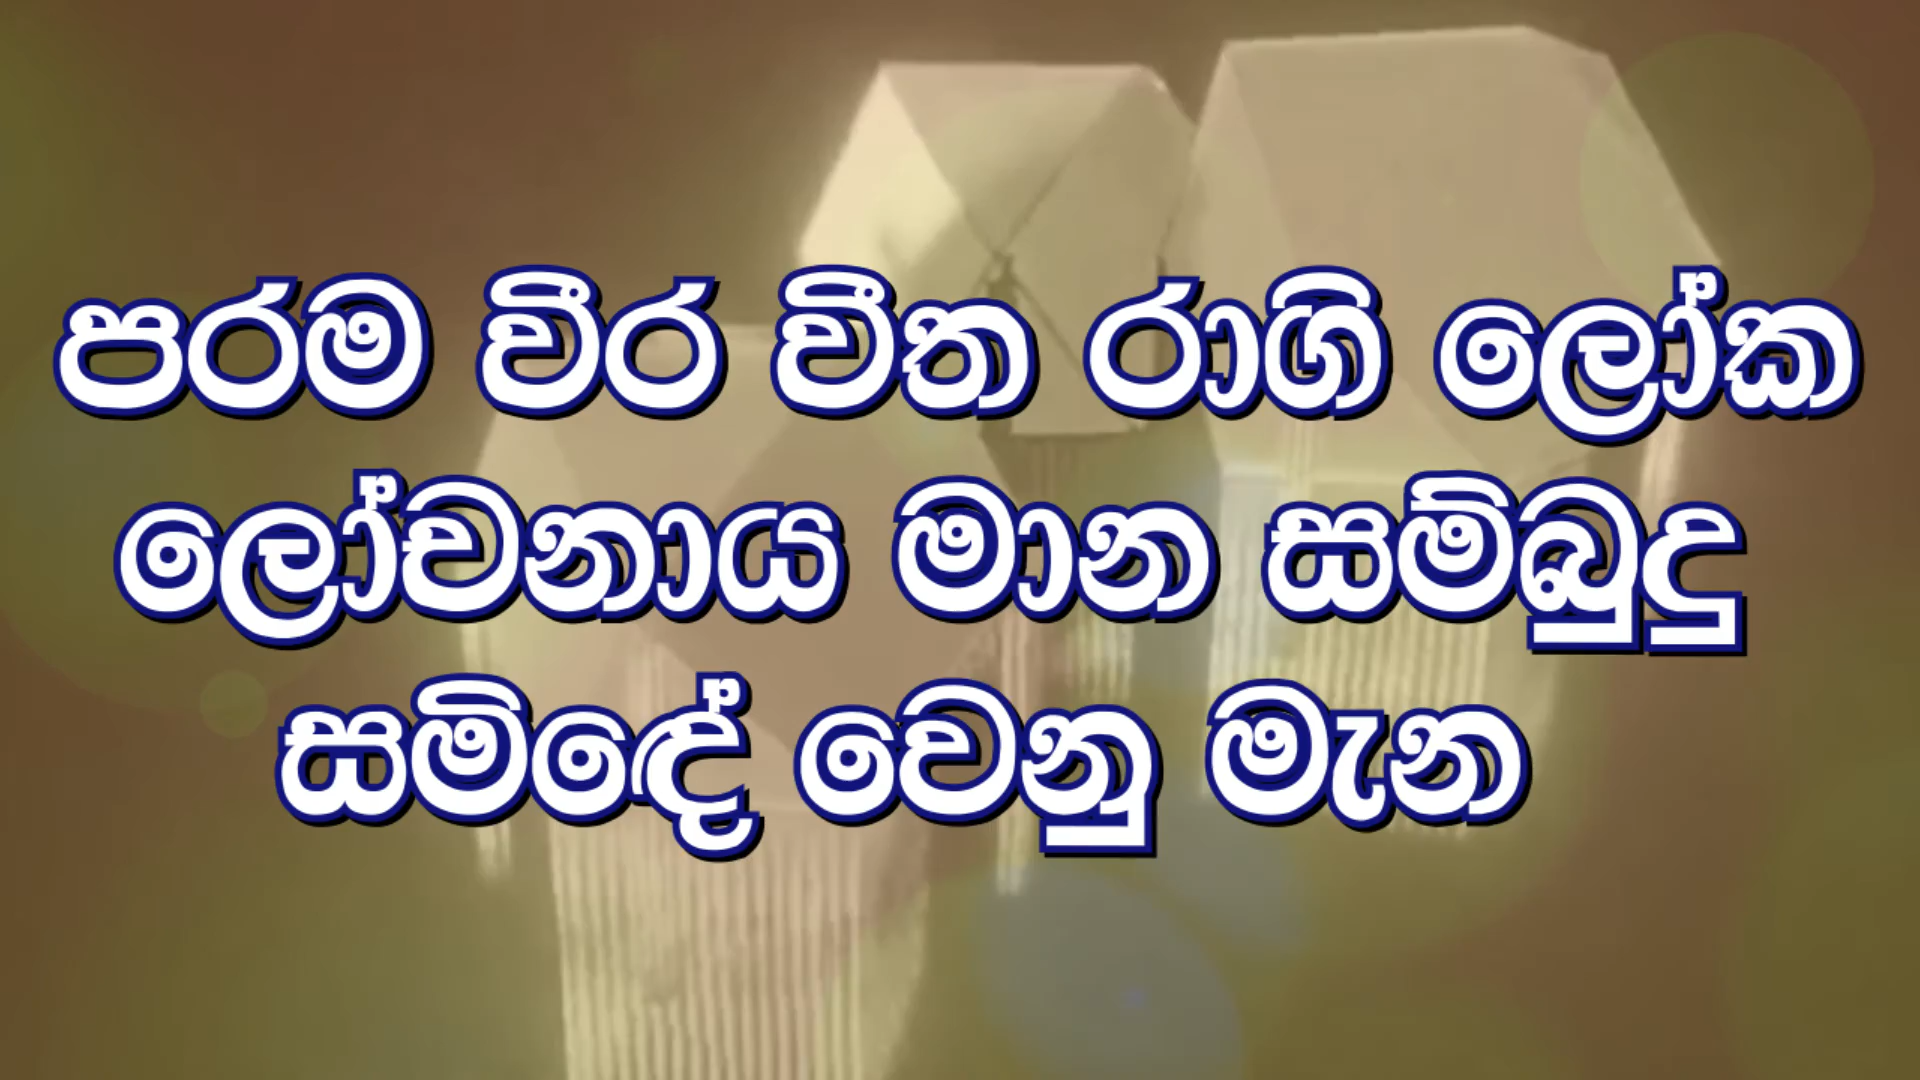 පරම වීර වීත රාගි ලෝක
ලෝචනාය මාන සම්බුදු
සමිඳේ වෙනු මැන